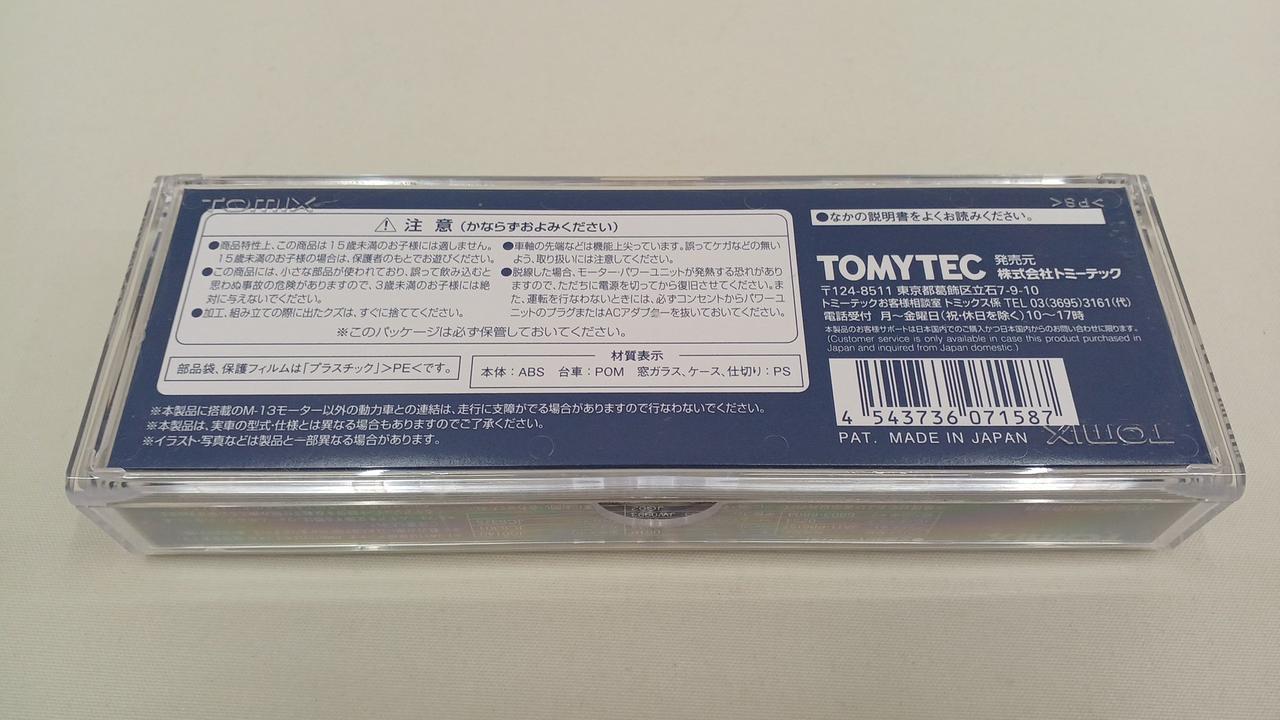 TOMIX
>PS<
⚠ 注 意 (かならずおよみください)
●商品特性上、この商品は15歳未満のお子様には適しません。
15歳未満のお子様の場合は、保護者のもとでお遊びください。
●この商品には、小さな部品が使われており、誤って飲み込むと
思わぬ事故の危険がありますので、3歳未満のお子様には絶
対に与えないでください。
●加工、組み立ての際に出たクズは、すぐに捨ててください。
●車軸の先端などは機能上尖っています。誤ってケガなどの無い
よう、取り扱いには注意してください。
●脱線した場合、モーター・パワーユニットが発熱する恐れがあり
ますので、ただちに電源をおいてから復旧させてください。ま
た、運転を行なわないときには、必ずコンセントからパワーユ
ニットのプラグまたはACアダプターを抜いておいてください。
※このパッケージは必ず保管しておいてください。
部品袋、保護フィルムは「プラスチック」>PE<です。
材質表示
本体:ABS 台車:POM 窓ガラス、ケース、仕切り:PS
※本製品に搭載のM-13モーター以外の動力車との連結は、走行に支障がでる場合がありますので行なわないでください。
※本製品は、実車の型式・仕様とは異なる場合もありますのでご了承ください。
※イラスト・写真などは製品と一部異なる場合があります。
●なかの説明書をよくお読みください。
TOMYTEC 発売元 株式会社トミーテック
〒124-8511 東京都葛飾区立石7-9-10
トミーテックお客様相談室 トミックス係 TEL 03(3695)3161(代)
電話受付 月〜金曜日(祝・休日を除く)10〜17時
本製品のお客様サポートは日本国内でのご購入かつ日本国内からのお問い合わせに限ります。
(Customer service is only available in case this product purchased in
Japan and inquired from Japan domestic.)
4 543736 071587
PAT. MADE IN JAPAN
TOMIX